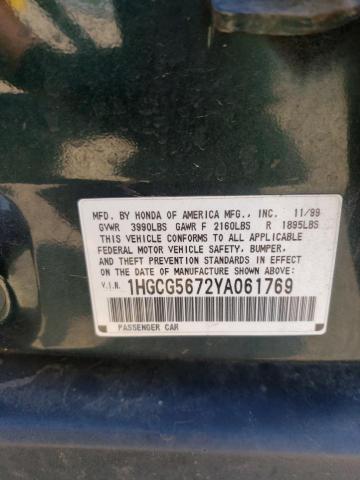 MFD. BY HONDA OF AMERICA MFG., INC. 11/99
GVWR 3990LBS GAWR F 2160LBS R 1895LBS
THIS VEHICLE CONFORMS TO ALL APPLICABLE
FEDERAL MOTOR VEHICLE SAFETY, BUMPER,
AND THEFT PREVENTION STANDARDS IN EFFECT
ON THE DATE OF MANUFACTURE SHOWN ABOVE.
V.I.N. 1HGCG5672YA061769
PASSENGER CAR